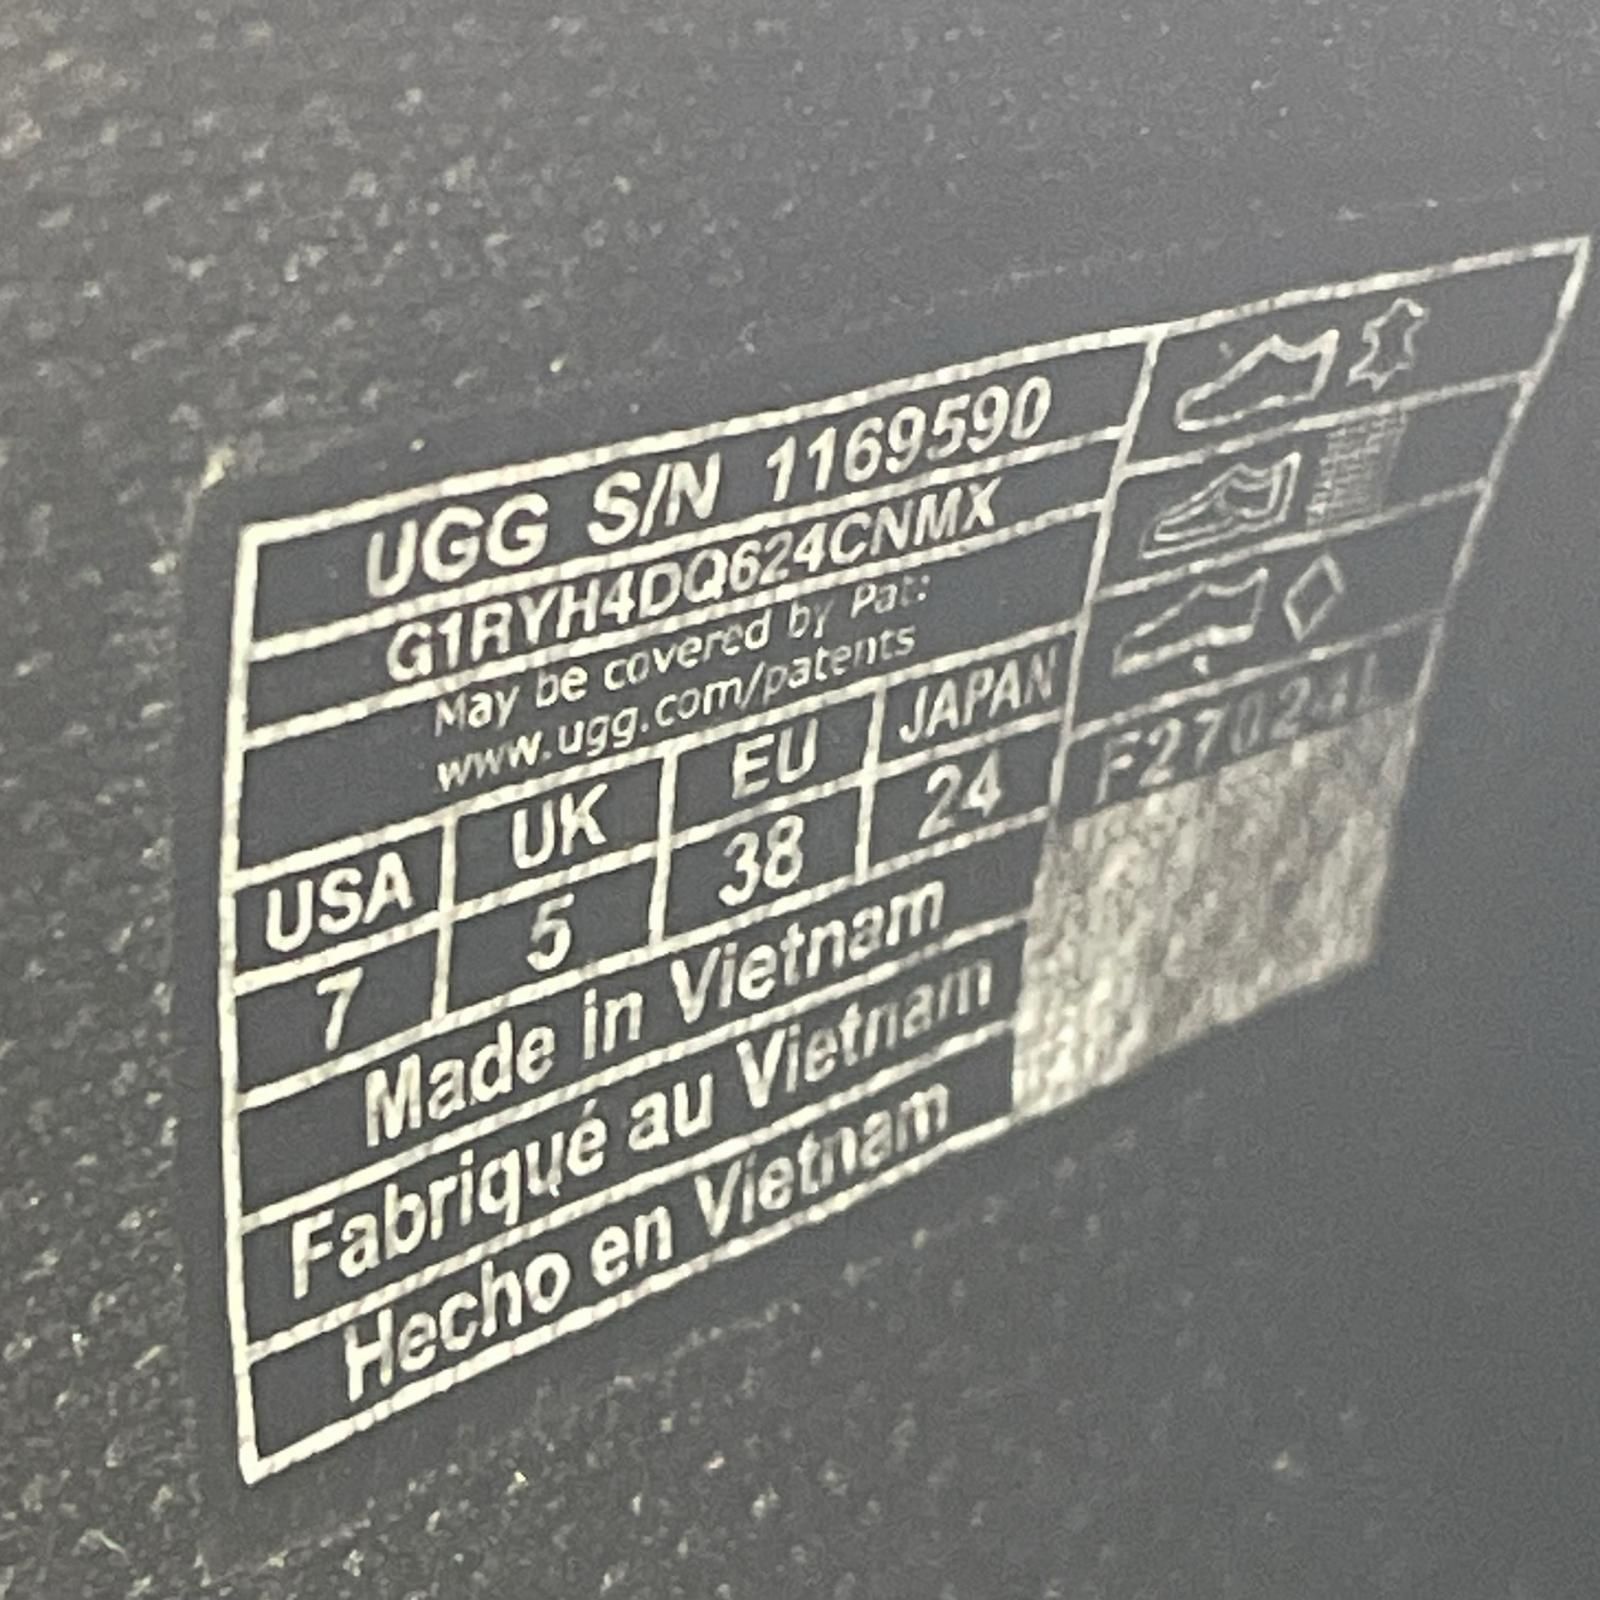 UGG S/N 1169590
G1RYH4DQ624CNMX
May be covered by Pat.:
www.ugg.com/patents
USA UK EU JAPAN
7 5 38 24
Made in Vietnam
Fabriqué au Vietnam
Hecho en Vietnam
F27024L